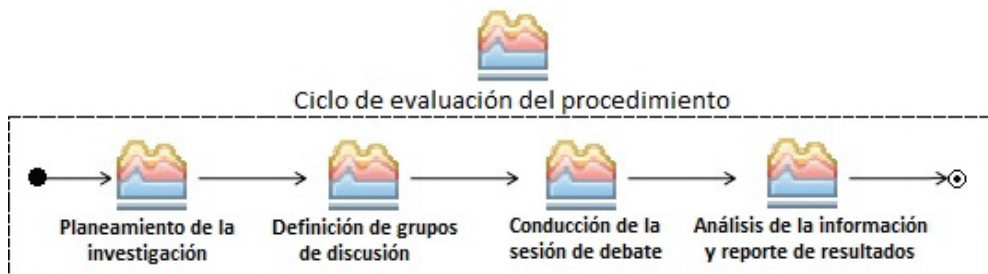 Ciclo de evaluación del procedimiento
Planeamiento de la
investigación
Definición de grupos
de discusión
Conducción de la
sesión de debate
Análisis de la información
y reporte de resultados